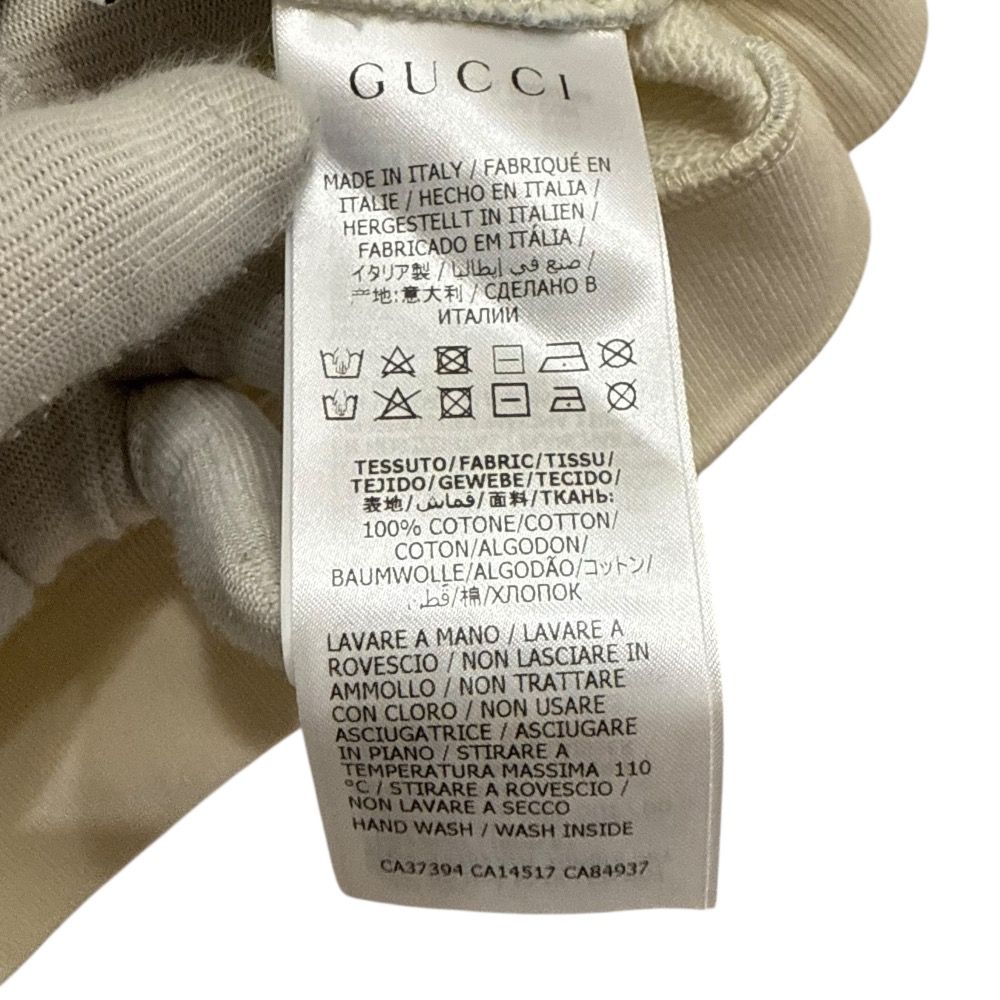 GUCCI
MADE IN ITALY / FABRIQUÉ EN
ITALIE / HECHO EN ITALIA /
HERGESTELLT IN ITALIEN /
FABRICADO EM ITÁLIA /
イタリア製 / صنع في إيطاليا /
产地:意大利 / СДЕЛАНО В
ИТАЛИИ
TESSUTO/FABRIC/TISSU/
TEJIDO/GEWEBE/TECIDO/
表地/قماش/面料/ТКАНЬ:
100% COTONE/COTTON/
COTON/ALGODON/
BAUMWOLLE/ALGODÃO/コットン/
قطن/棉/ХЛОПОК
LAVARE A MANO / LAVARE A
ROVESCIO / NON LASCIARE IN
AMMOLLO / NON TRATTARE
CON CLORO / NON USARE
ASCIUGATRICE / ASCIUGARE
IN PIANO / STIRARE A
TEMPERATURA MASSIMA 110
°C / STIRARE A ROVESCIO /
NON LAVARE A SECCO
HAND WASH / WASH INSIDE
CA37394 CA14517 CA84937